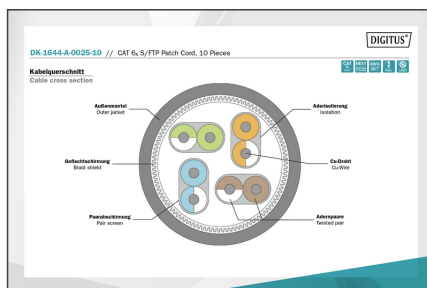 DIGITUS®
DK-1644-A-0025-10 // CAT 6A S/FTP Patch Cord, 10 Pieces
Kabelquerschnitt
Cable cross section
Außenmantel
Outer jacket
Aderisolierung
Isolation
Geflechtschirmung
Braid shield
Cu-Draht
Cu-Wire
Paarabschirmung
Pair screen
Adernpaare
Twisted pair